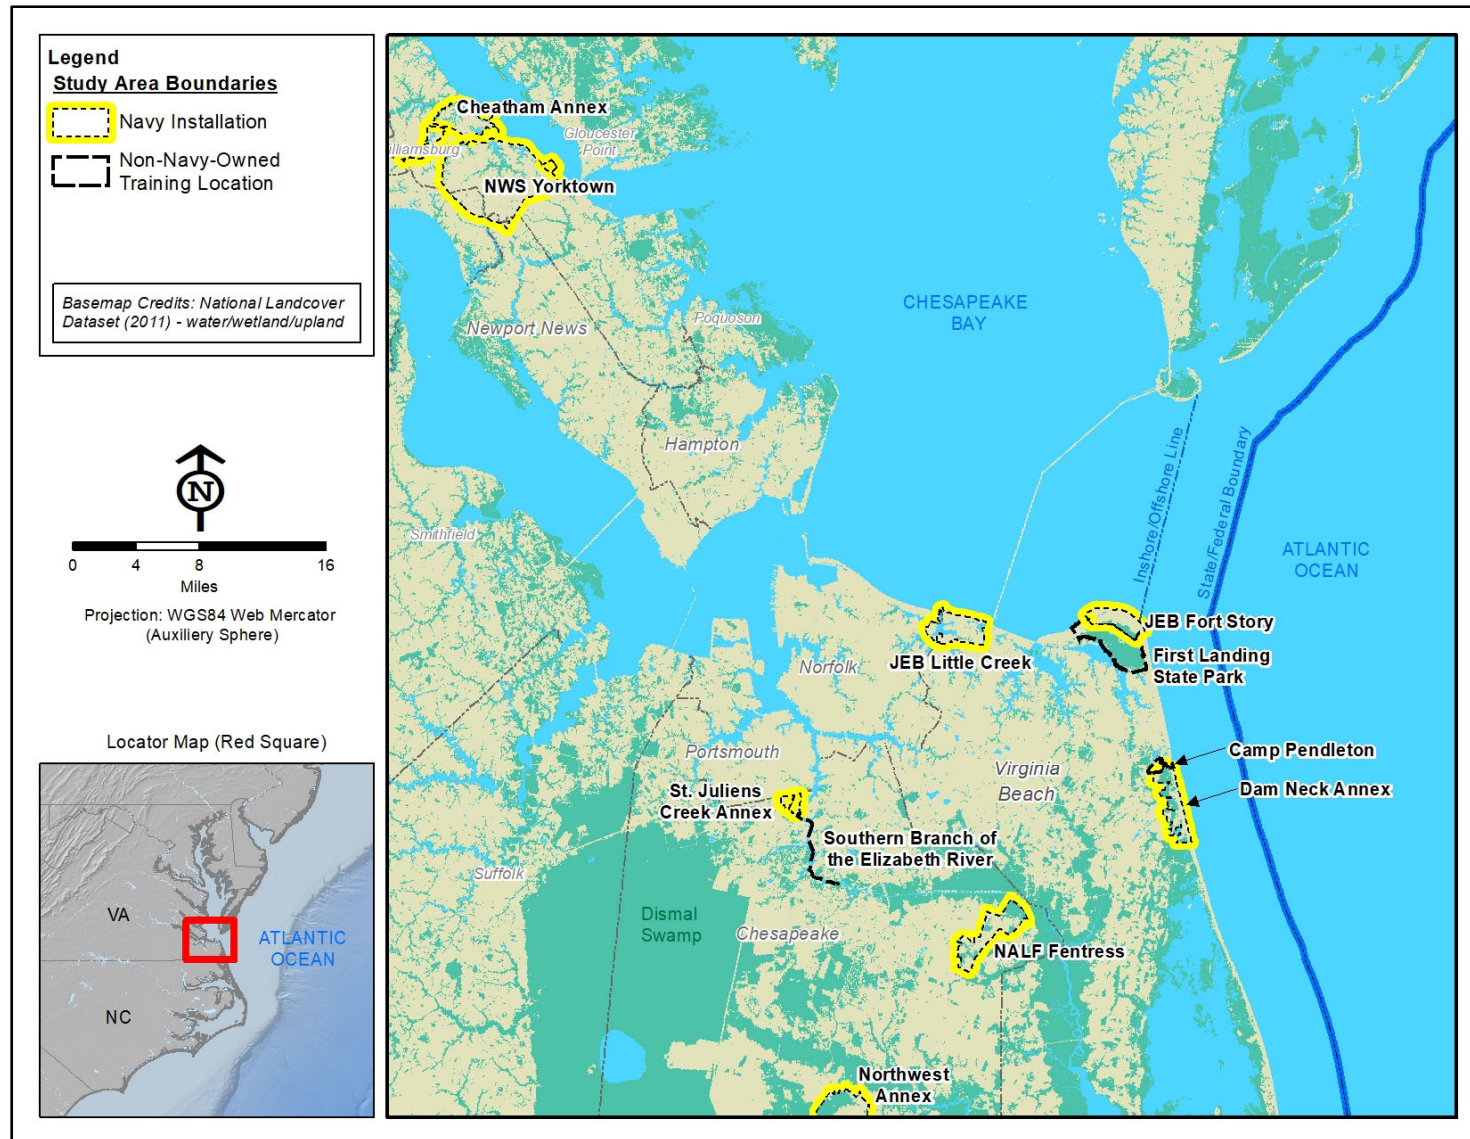 Legend
Study Area Boundaries
Navy Installation
Non-Navy-Owned
Training Location
Basemap Credits: National Landcover
Dataset (2011) - water/wetland/upland
N
0 4 8 16
Miles
Projection: WGS84 Web Mercator
(Auxiliery Sphere)
Locator Map (Red Square)
VA
NC
ATLANTIC
OCEAN
Cheatham Annex
illiamsburg
Gloucester
Point
NWS Yorktown
CHESAPEAKE
BAY
Newport News
Poquoson
Hampton
Smithfield
Inshore/Offshore Line
State/Federal Boundary
ATLANTIC
OCEAN
JEB Fort Story
First Landing
State Park
JEB Little Creek
Norfolk
Portsmouth
Virginia
Beach
Camp Pendleton
Dam Neck Annex
St. Juliens
Creek Annex
Southern Branch of
the Elizabeth River
Suffolk
Dismal
Swamp
Chesapeake
NALF Fentress
Northwest
Annex